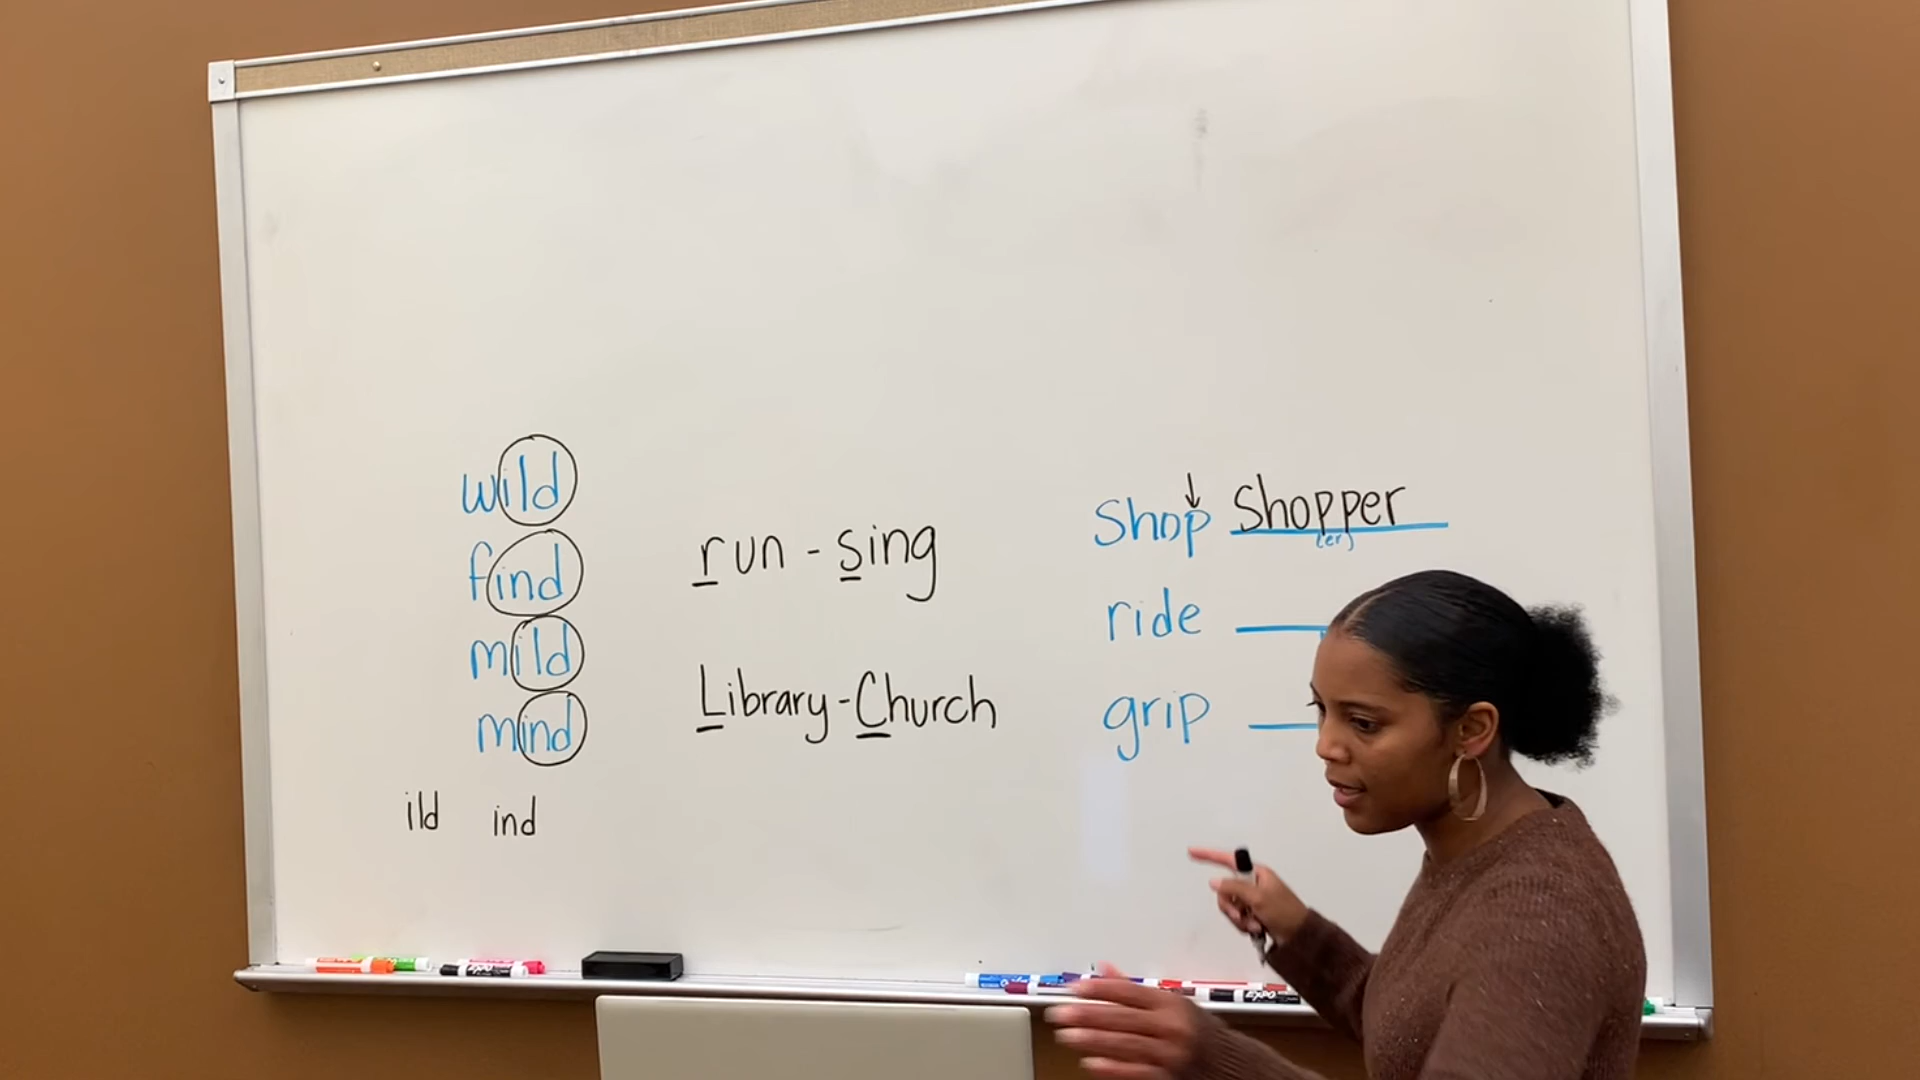 wild
find
mild
mind
ild ind
run - sing
Library - Church
Shop Shopper
(er)
ride
grip